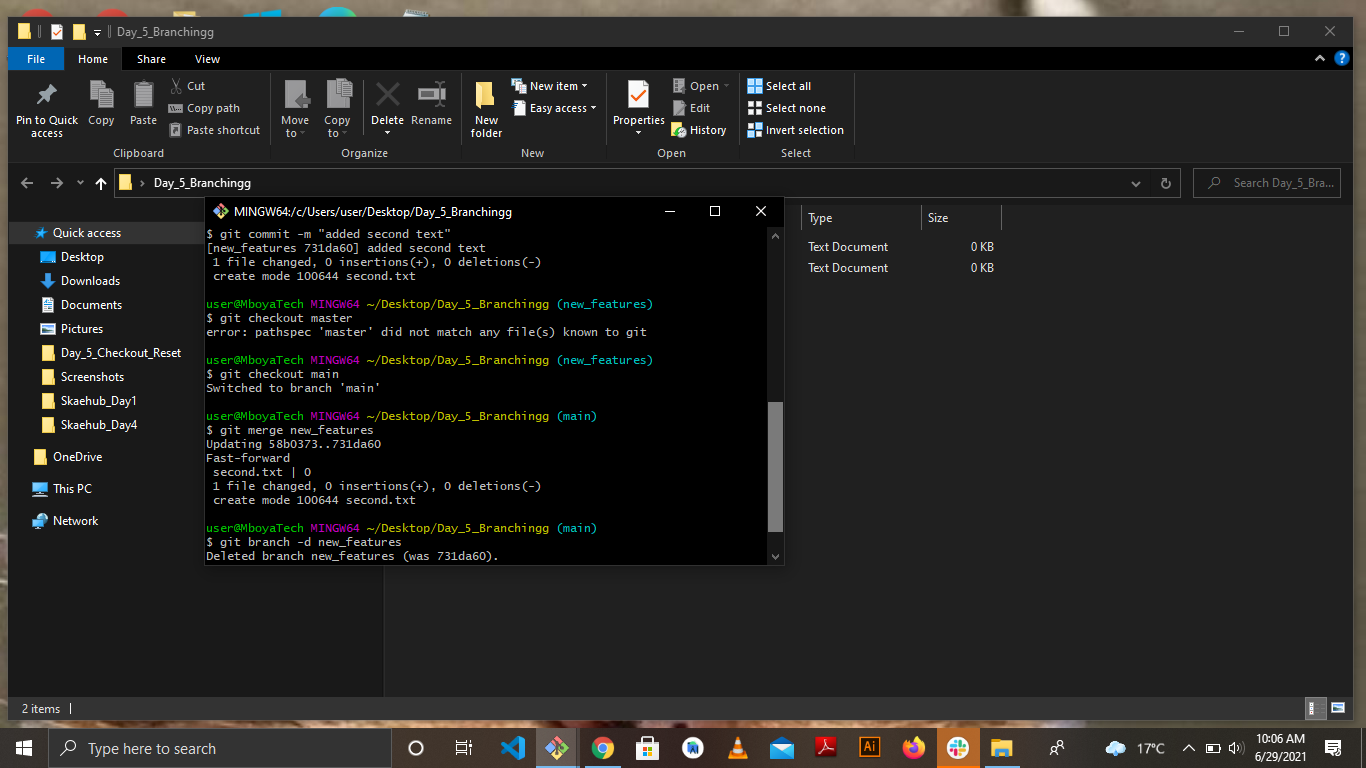 Day_5_Branchingg
File
Home
Share
View
Pin to Quick access
Copy
Paste
Cut
Copy path
Paste shortcut
Clipboard
Move to
Copy to
Delete
Rename
Organize
New folder
New item
Easy access
New
Properties
Open
Edit
History
Open
Select all
Select none
Invert selection
Select
Day_5_Branchingg
Search Day_5_Bra...
Quick access
Desktop
Downloads
Documents
Pictures
Day_5_Checkout_Reset
Screenshots
Skaehub_Day1
Skaehub_Day4
OneDrive
This PC
Network
Type
Size
Text Document
0 KB
Text Document
0 KB
MINGW64:/c/Users/user/Desktop/Day_5_Branchingg
$ git commit -m "added second text"
[new_features 731da60] added second text
1 file changed, 0 insertions(+), 0 deletions(-)
create mode 100644 second.txt
user@MboyaTech MINGW64 ~/Desktop/Day_5_Branchingg (new_features)
$ git checkout master
error: pathspec 'master' did not match any file(s) known to git
user@MboyaTech MINGW64 ~/Desktop/Day_5_Branchingg (new_features)
$ git checkout main
Switched to branch 'main'
user@MboyaTech MINGW64 ~/Desktop/Day_5_Branchingg (main)
$ git merge new_features
Updating 58b0373..731da60
Fast-forward
second.txt | 0
1 file changed, 0 insertions(+), 0 deletions(-)
create mode 100644 second.txt
user@MboyaTech MINGW64 ~/Desktop/Day_5_Branchingg (main)
$ git branch -d new_features
Deleted branch new_features (was 731da60).
2 items
Type here to search
Ai
17°C
10:06 AM
6/29/2021